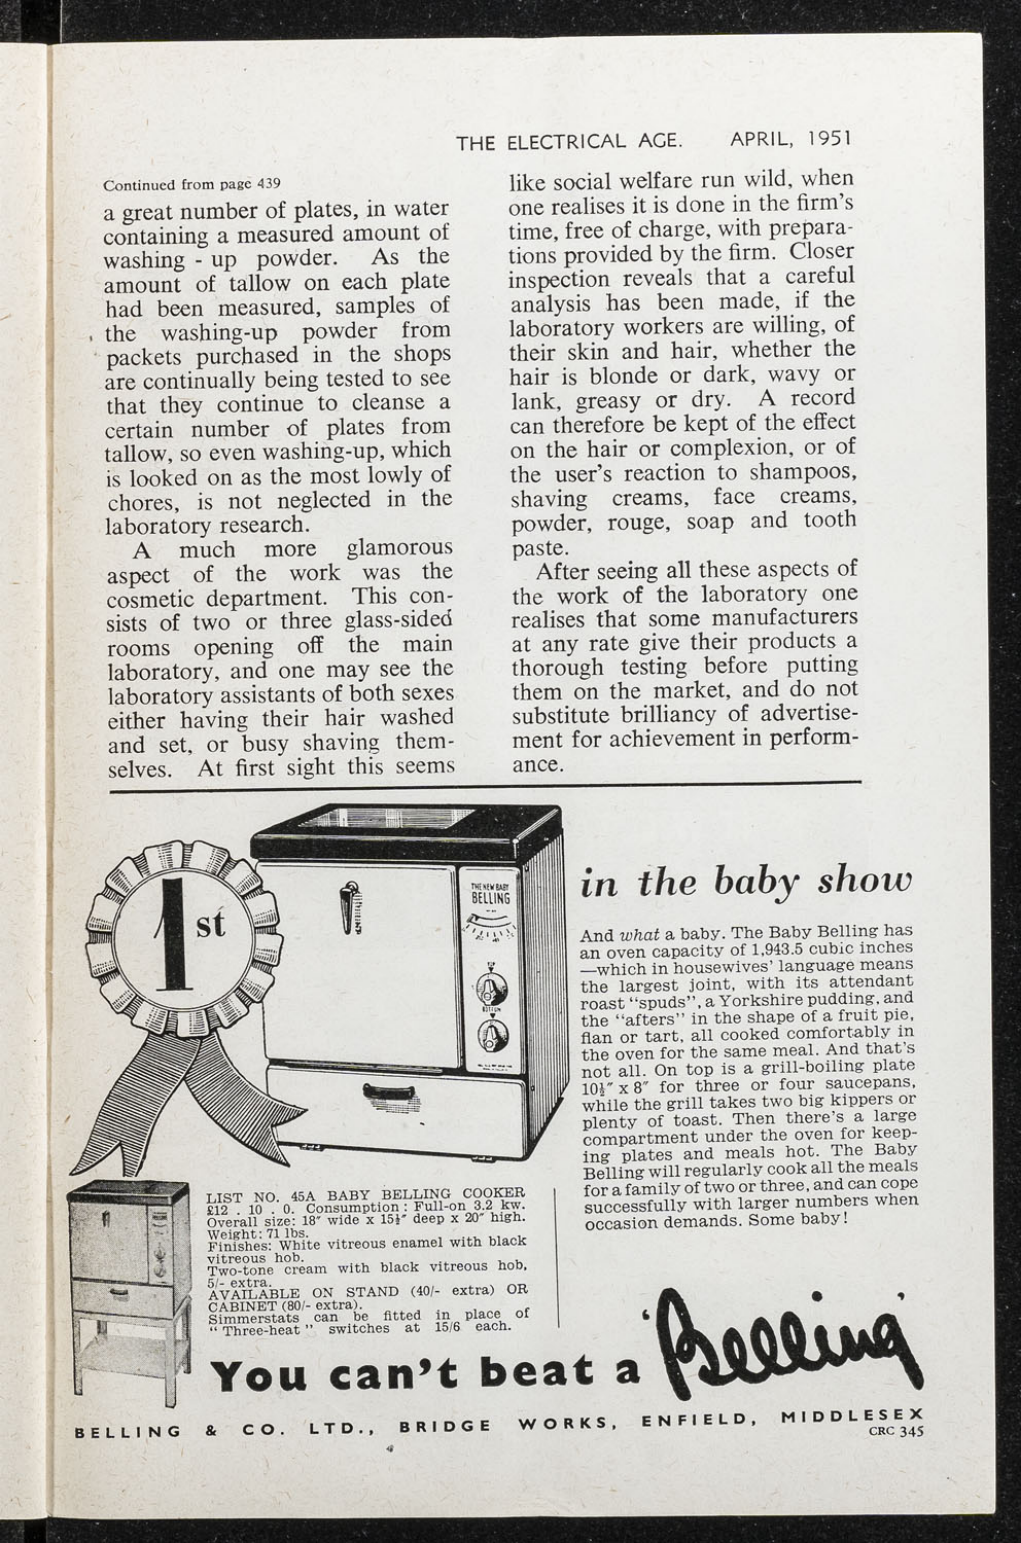 THE ELECTRICAL AGE. APRIL, 1951
Continued from page 439
a great number of plates, in water
containing a measured amount of
washing - up powder. As the
amount of tallow on each plate
had been measured, samples of
the washing-up powder from
packets purchased in the shops
are continually being tested to see
that they continue to cleanse a
certain number of plates from
tallow, so even washing-up, which
is looked on as the most lowly of
chores, is not neglected in the
laboratory research.
A much more glamorous
aspect of the work was the
cosmetic department. This con-
sists of two or three glass-sided
rooms opening off the main
laboratory, and one may see the
laboratory assistants of both sexes
either having their hair washed
and set, or busy shaving them-
selves. At first sight this seems
like social welfare run wild, when
one realises it is done in the firm's
time, free of charge, with prepara-
tions provided by the firm. Closer
inspection reveals that a careful
analysis has been made, if the
laboratory workers are willing, of
their skin and hair, whether the
hair is blonde or dark, wavy or
lank, greasy or dry. A record
can therefore be kept of the effect
on the hair or complexion, or of
the user's reaction to shampoos,
shaving creams, face creams,
powder, rouge, soap and tooth
paste.
After seeing all these aspects of
the work of the laboratory one
realises that some manufacturers
at any rate give their products a
thorough testing before putting
them on the market, and do not
substitute brilliancy of advertise-
ment for achievement in perform-
ance.
1st
THE NEW BABY
BELLING
TOP
BOTTOM
in the baby show
And what a baby. The Baby Belling has
an oven capacity of 1,943.5 cubic inches
—which in housewives' language means
the largest joint, with its attendant
roast "spuds", a Yorkshire pudding, and
the "afters" in the shape of a fruit pie,
flan or tart, all cooked comfortably in
the oven for the same meal. And that's
not all. On top is a grill-boiling plate
10½″ x 8″ for three or four saucepans,
while the grill takes two big kippers or
plenty of toast. Then there's a large
compartment under the oven for keep-
ing plates and meals hot. The Baby
Belling will regularly cook all the meals
for a family of two or three, and can cope
successfully with larger numbers when
occasion demands. Some baby!
LIST NO. 45A BABY BELLING COOKER
£12 . 10 . 0. Consumption : Full-on 3.2 kw.
Overall size: 18″ wide x 15½″ deep x 20″ high.
Weight: 71 lbs.
Finishes: White vitreous enamel with black
vitreous hob.
Two-tone cream with black vitreous hob,
5/- extra.
AVAILABLE ON STAND (40/- extra) OR
CABINET (80/- extra).
Simmerstats can be fitted in place of
"Three-heat" switches at 15/6 each.
You can't beat a 'Belling'
BELLING & CO. LTD., BRIDGE WORKS, ENFIELD, MIDDLESEX
CRC 345